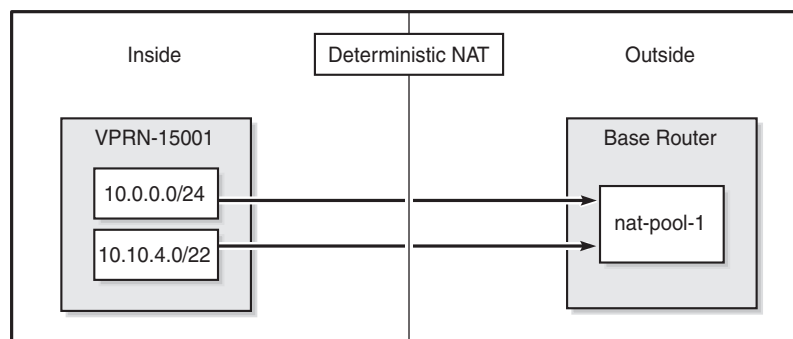 Inside
Deterministic NAT
Outside
VPRN-15001
10.0.0.0/24
10.10.4.0/22
Base Router
nat-pool-1